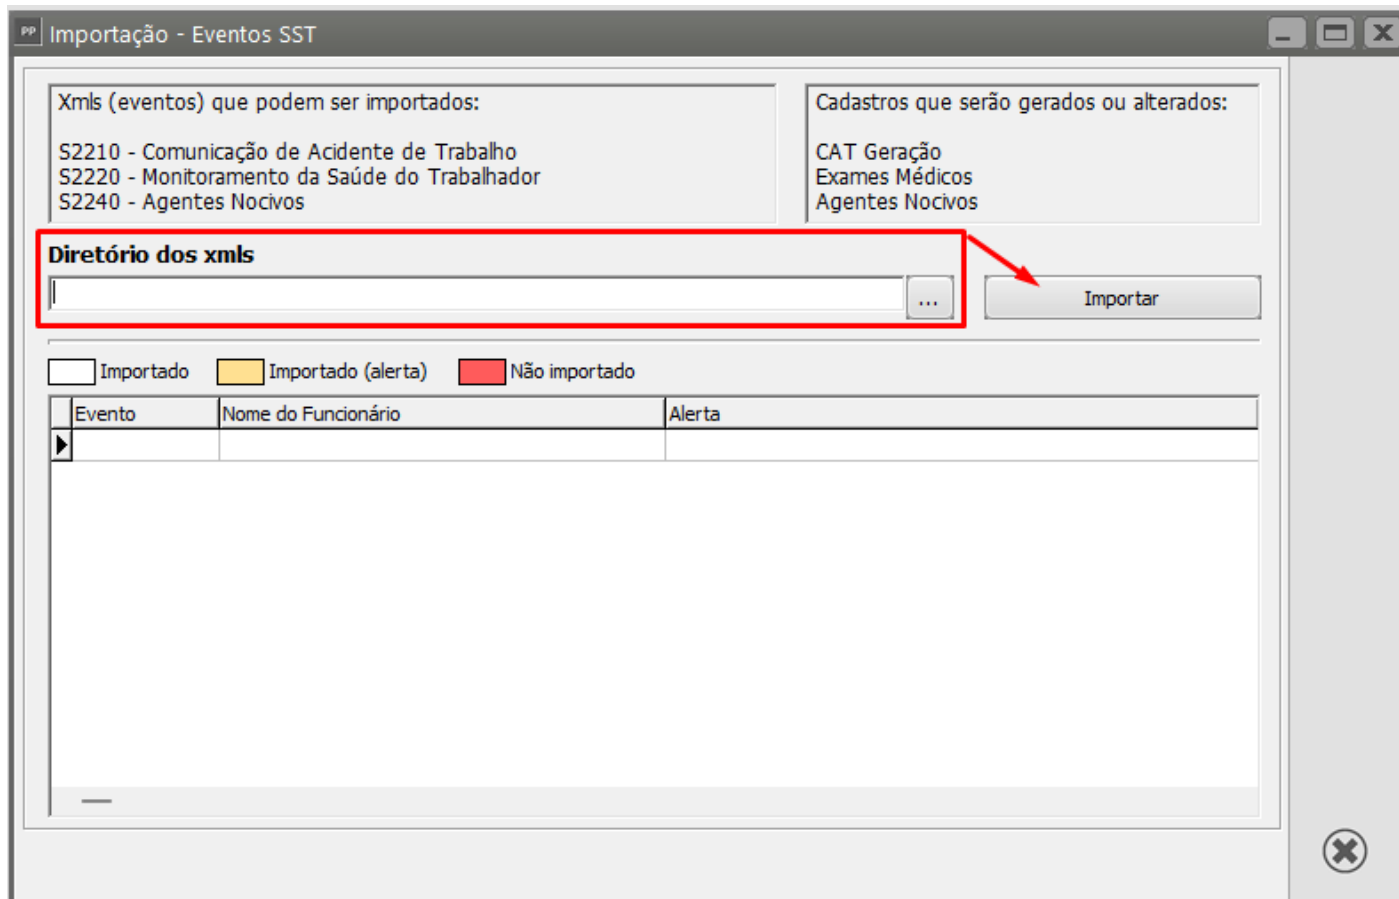 PP Importação - Eventos SST
Xmls (eventos) que podem ser importados:
S2210 - Comunicação de Acidente de Trabalho
S2220 - Monitoramento da Saúde do Trabalhador
S2240 - Agentes Nocivos
Cadastros que serão gerados ou alterados:
CAT Geração
Exames Médicos
Agentes Nocivos
Diretório dos xmls
...
Importar
Importado Importado (alerta) Não importado
Evento Nome do Funcionário Alerta